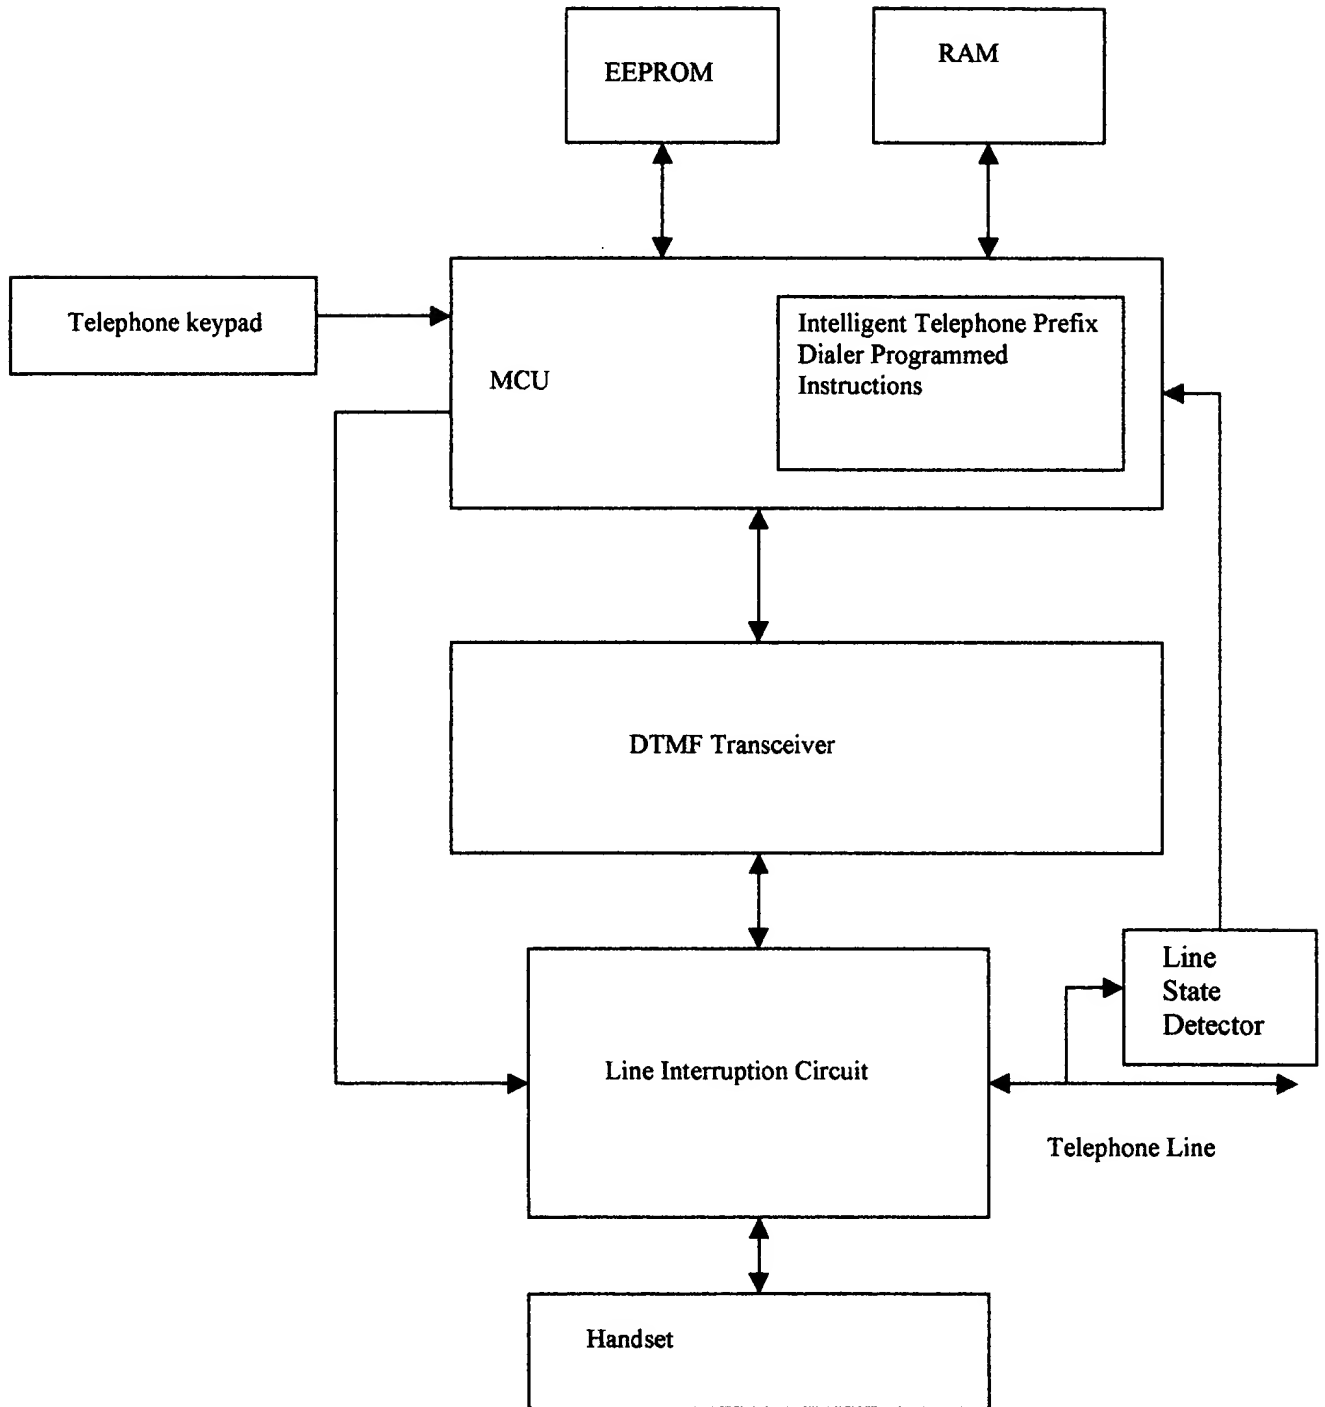 EEPROM
RAM
Telephone keypad
MCU
Intelligent Telephone Prefix
Dialer Programmed
Instructions
DTMF Transceiver
Line
State
Detector
Line Interruption Circuit
Telephone Line
Handset